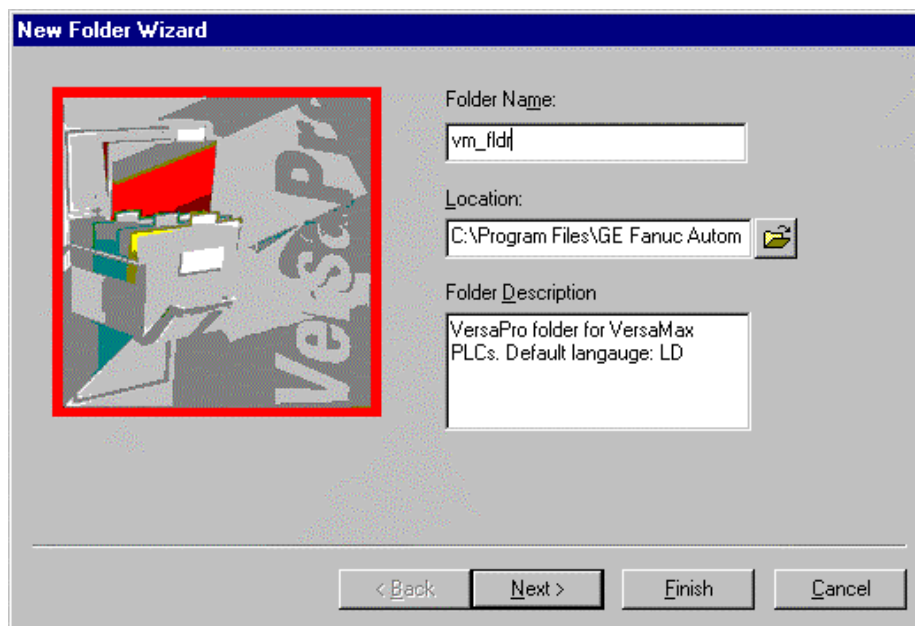 New Folder Wizard
Folder Name:
vm_fldr
Location:
C:\Program Files\GE Fanuc Autom
Folder Description
VersaPro folder for VersaMax
PLCs. Default langauge: LD
VersaPro
< Back
Next >
Finish
Cancel